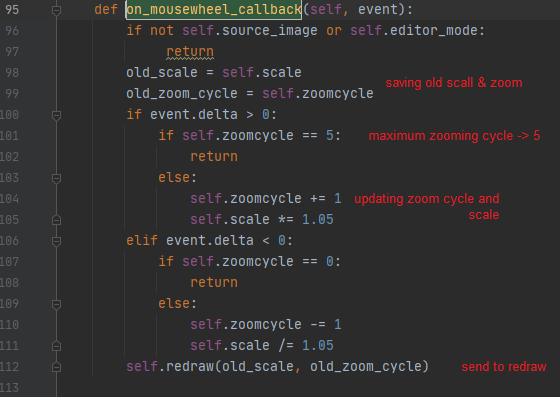 95 def on_mousewheel_callback(self, event):
96 if not self.source_image or self.editor_mode:
97 return
98 old_scale = self.scale
saving old scall & zoom
99 old_zoom_cycle = self.zoomcycle
100 if event.delta > 0:
101 if self.zoomcycle == 5: maximum zooming cycle -> 5
102 return
103 else:
104 self.zoomcycle += 1 updating zoom cycle and
scale
105 self.scale *= 1.05
106 elif event.delta < 0:
107 if self.zoomcycle == 0:
108 return
109 else:
110 self.zoomcycle -= 1
111 self.scale /= 1.05
112 self.redraw(old_scale, old_zoom_cycle) send to redraw
113